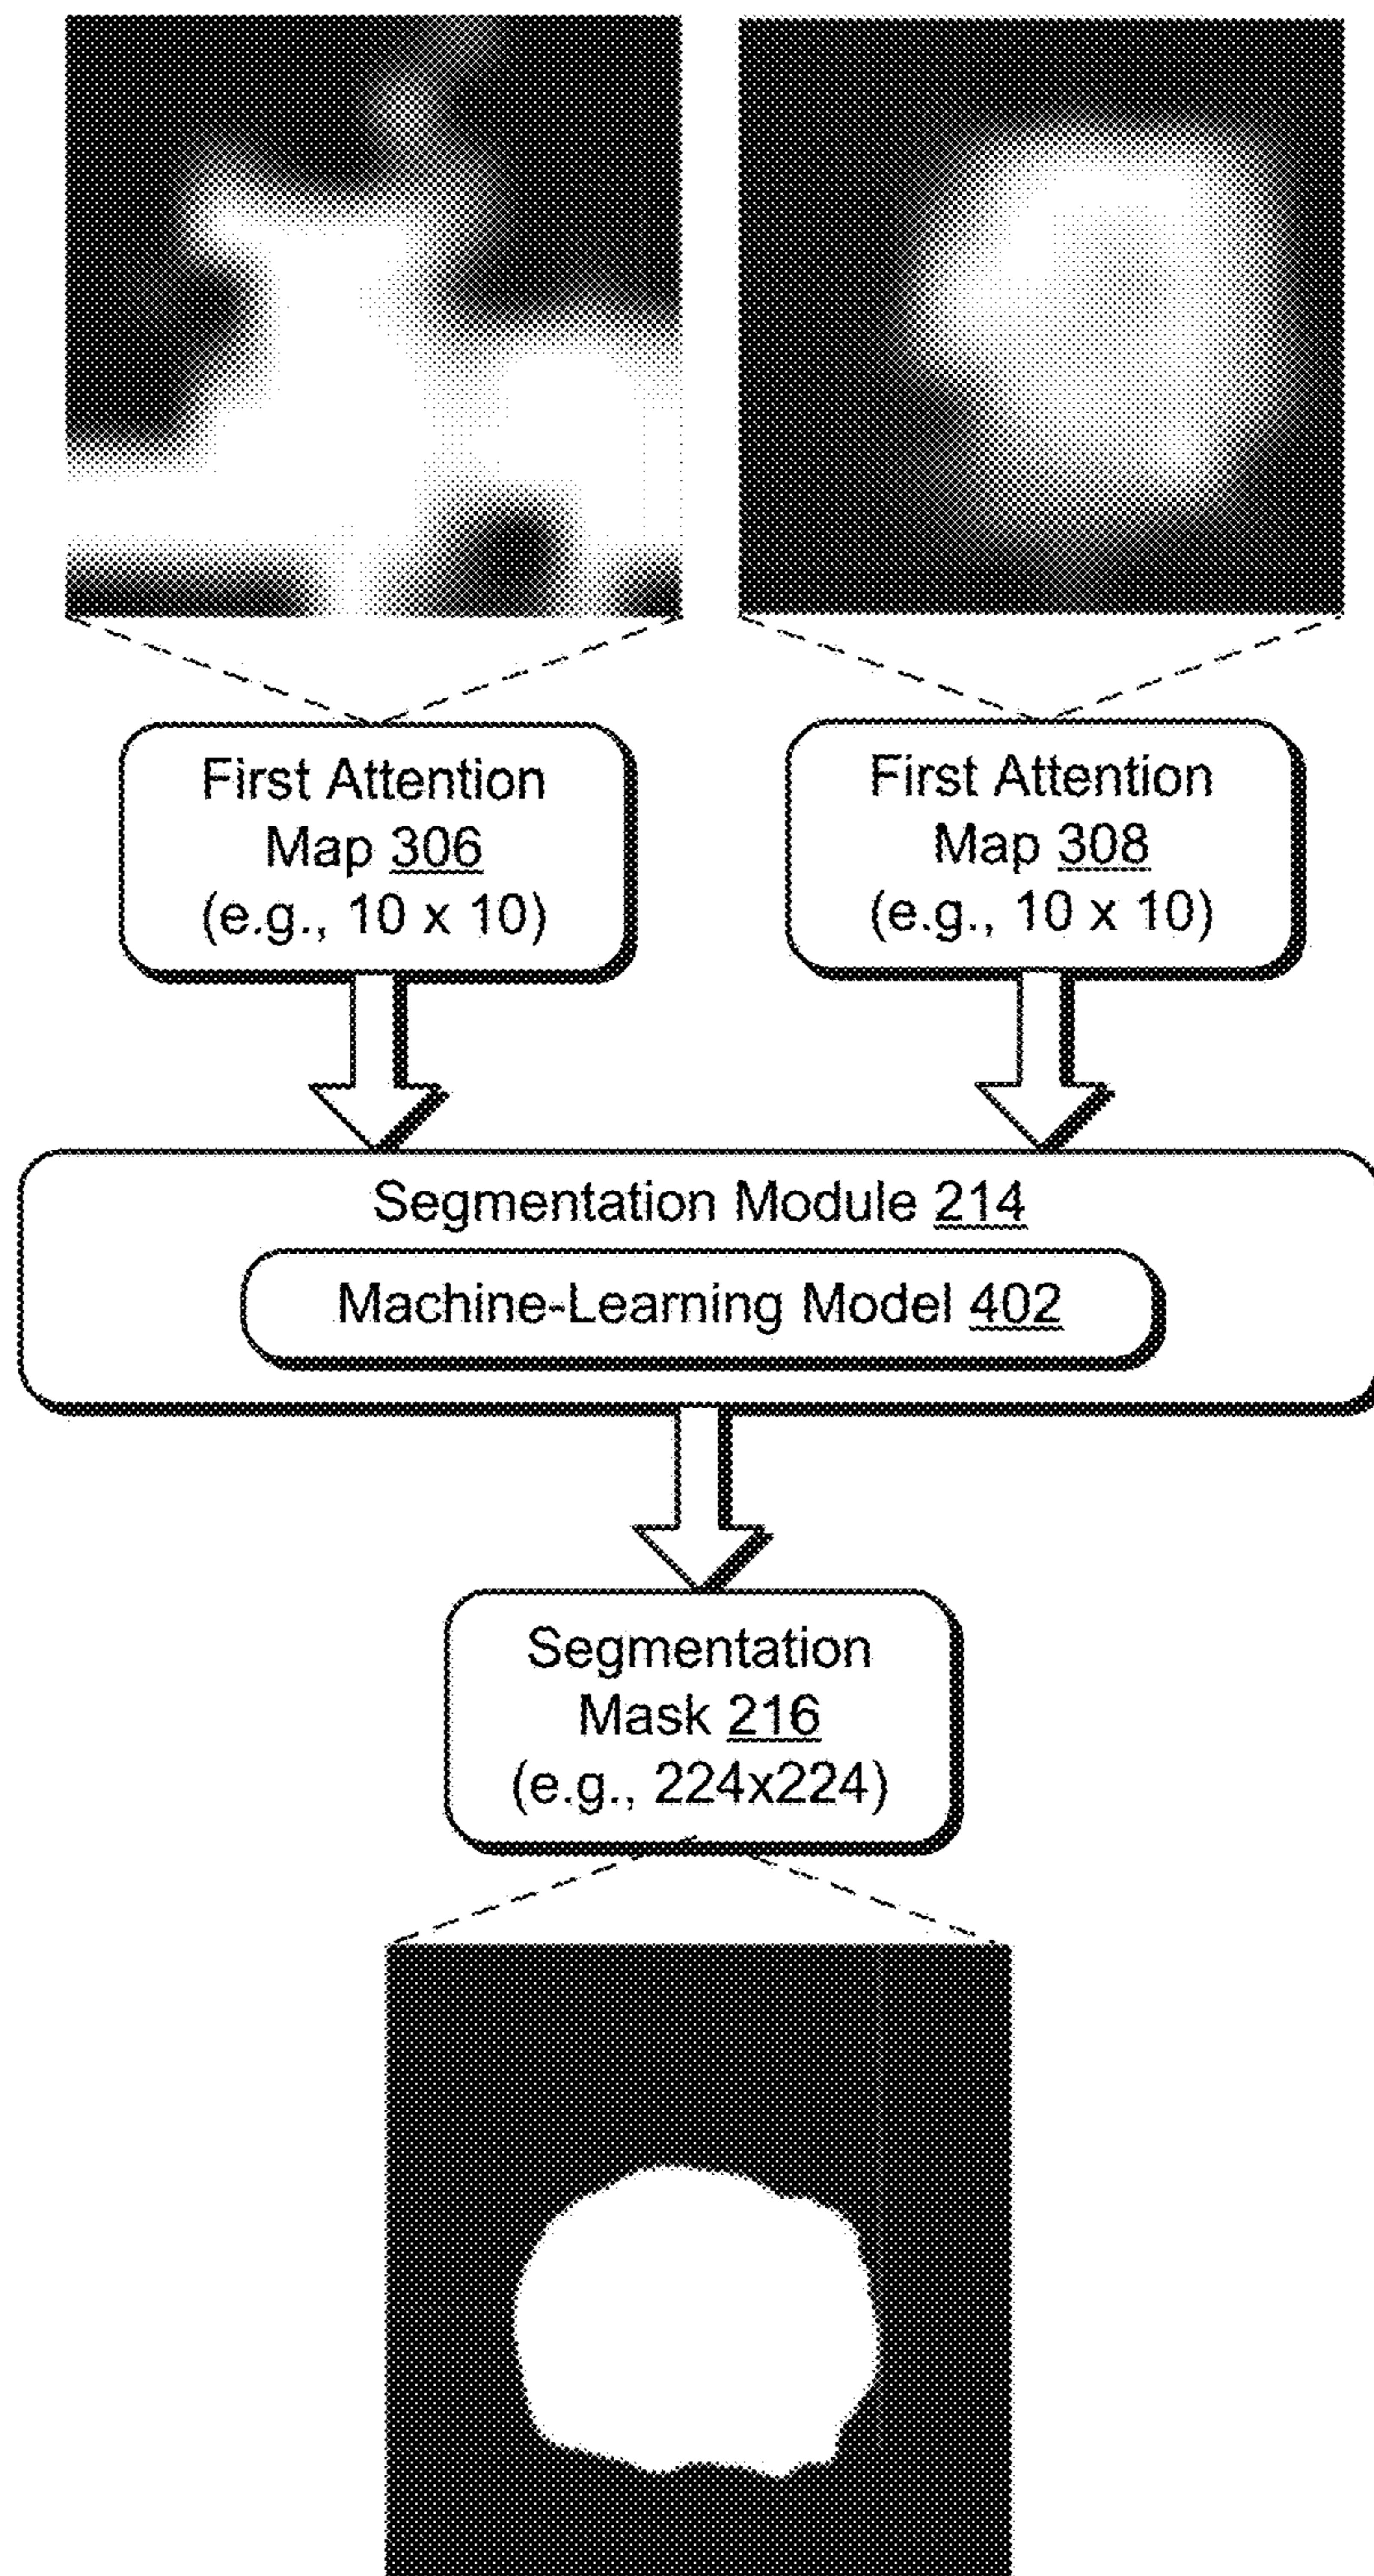 First Attention
Map 306
(e.g., 10 x 10)
First Attention
Map 308
(e.g., 10 x 10)
Segmentation Module 214
Machine-Learning Model 402
Segmentation
Mask 216
(e.g., 224x224)